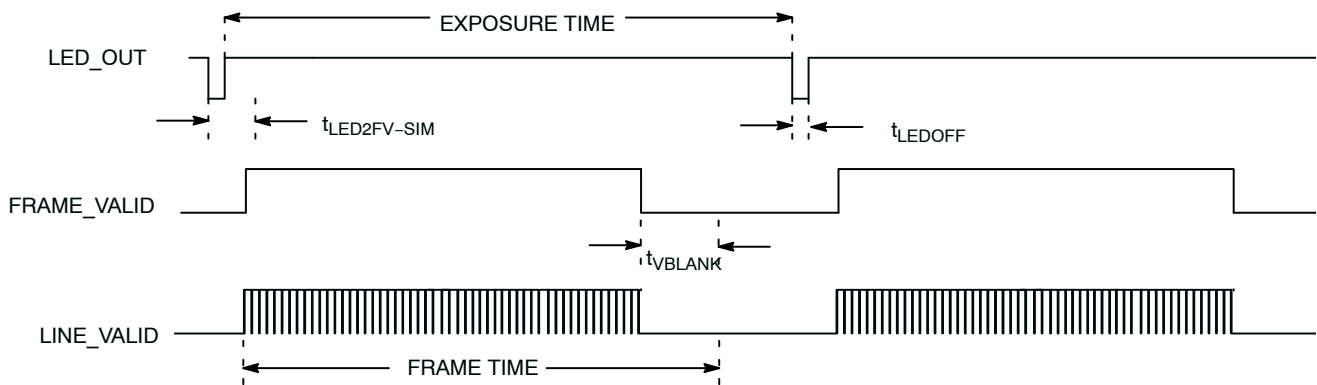 EXPOSURE TIME
LED_OUT
tLED2FV–SIM
tLEDOFF
FRAME_VALID
tVBLANK
LINE_VALID
FRAME TIME